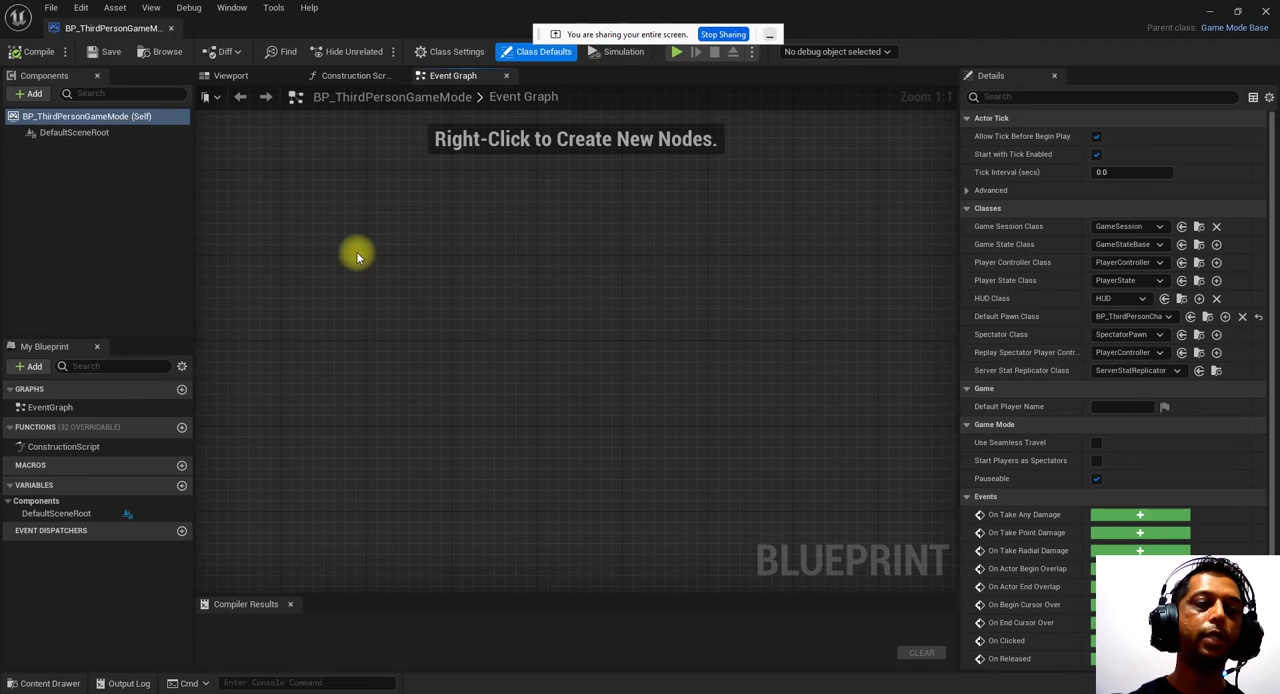 File Edit Asset View Debug Window Tools Help
BP_ThirdPersonGameM...
You are sharing your entire screen. Stop Sharing
Parent class: Game Mode Base
Compile Save Browse Diff Find Hide Unrelated Class Settings Class Defaults Simulation No debug object selected
Components
Viewport Construction Scr... Event Graph
Details
Add Search
BP_ThirdPersonGameMode > Event Graph
Zoom 1:1
Search
BP_ThirdPersonGameMode (Self)
DefaultSceneRoot
Right-Click to Create New Nodes.
Actor Tick
Allow Tick Before Begin Play
Start with Tick Enabled
Tick Interval (secs) 0.0
Advanced
Classes
Game Session Class GameSession
Game State Class GameStateBase
Player Controller Class PlayerController
Player State Class PlayerState
HUD Class HUD
Default Pawn Class BP_ThirdPersonCha
Spectator Class SpectatorPawn
Replay Spectator Player Contr... PlayerController
Server Stat Replicator Class ServerStatReplicator
Game
Default Player Name
Game Mode
Use Seamless Travel
Start Players as Spectators
Pauseable
Events
On Take Any Damage
On Take Point Damage
On Take Radial Damage
On Actor Begin Overlap
On Actor End Overlap
On Begin Cursor Over
On End Cursor Over
On Clicked
On Released
My Blueprint
Add Search
GRAPHS
EventGraph
FUNCTIONS (32 OVERRIDABLE)
ConstructionScript
MACROS
VARIABLES
Components
DefaultSceneRoot
EVENT DISPATCHERS
BLUEPRINT
Compiler Results
CLEAR
Content Drawer Output Log Cmd Enter Console Command